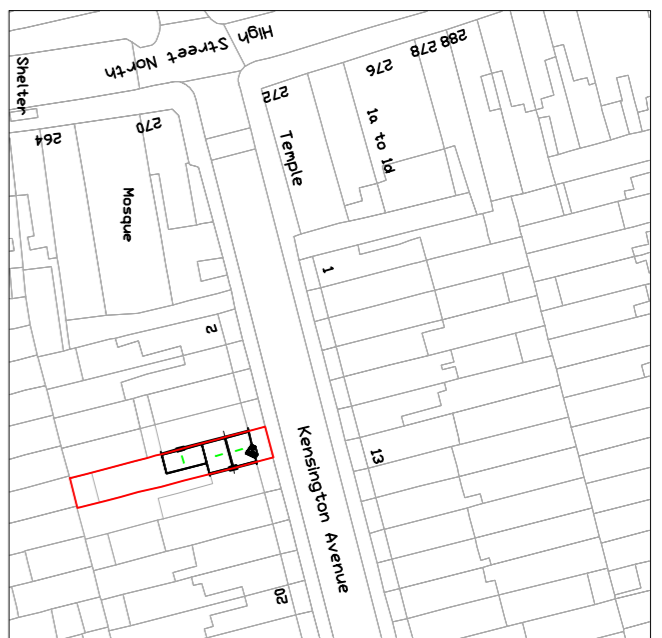 High
Street North
Shelter
264
270
272
276
278
288
Temple
1a to 1d
Mosque
1
2
Kensington Avenue
13
20